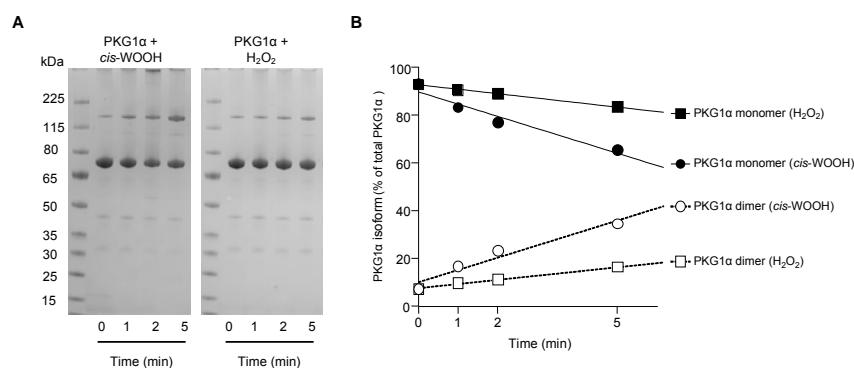 A
PKG1α +
cis-WOOH
PKG1α +
H₂O₂
kDa
225
115
80
65
50
35
30
25
15
0 1 2 5
0 1 2 5
Time (min)
Time (min)
B
PKG1α isoform (% of total PKG1α )
100
80
60
40
20
0
0
1
2
5
Time (min)
PKG1α monomer (H₂O₂)
PKG1α monomer (cis-WOOH)
PKG1α dimer (cis-WOOH)
PKG1α dimer (H₂O₂)